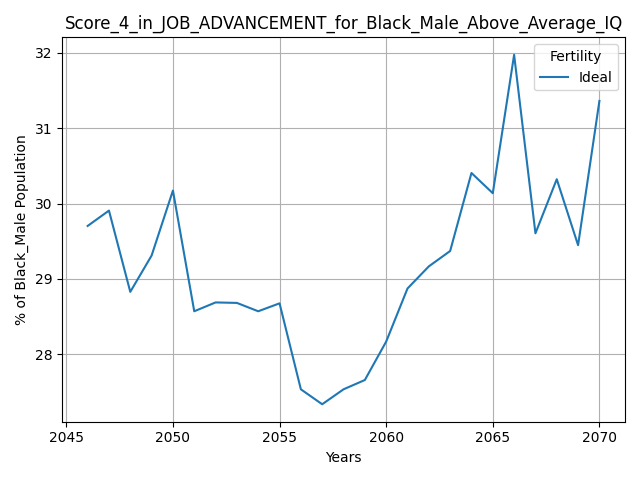 Score_4_in_JOB_ADVANCEMENT_for_Black_Male_Above_Average_IQ
Fertility
Ideal
% of Black_Male Population
32
31
30
29
28
2045
2050
2055
2060
2065
2070
Years